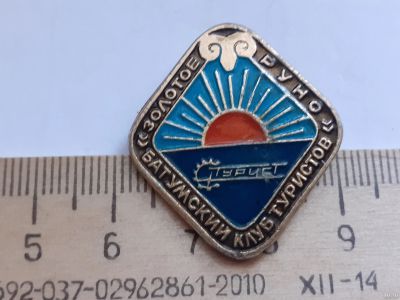 «ЗОЛОТОЕ РУНО»
БАТУМСКИЙ КЛУБ ТУРИСТОВ
ТУРИСТ
5 6 7 8 9
692-037-02962861-2010 XII-14